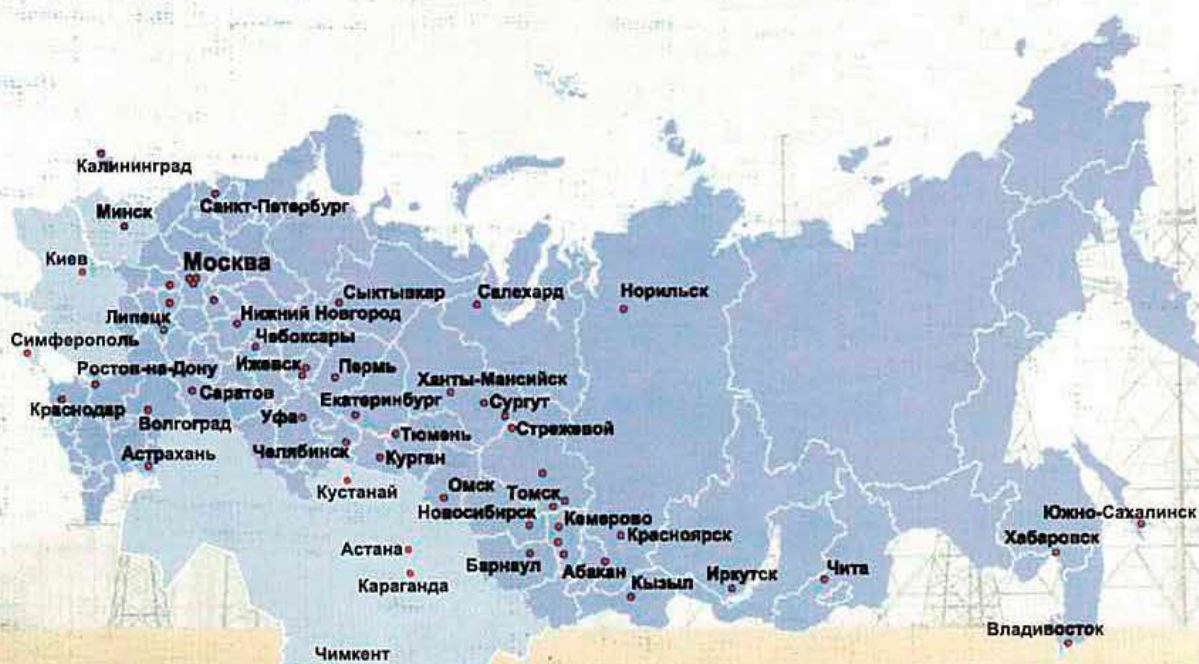 Калининград
Минск
Санкт-Петербург
Киев
Москва
Сыктывкар
Салехард
Норильск
Липецк
Нижний Новгород
Симферополь
Чебоксары
Ростов-на-Дону
Ижевск
Пермь
Ханты-Мансийск
Саратов
Краснодар
Екатеринбург
Сургут
Волгоград
Уфа
Тюмень
Стрежевой
Астрахань
Челябинск
Курган
Кустанай
Омск
Томск
Новосибирск
Кемерово
Красноярск
Южно-Сахалинск
Хабаровск
Астана
Барнаул
Абакан
Караганда
Кызыл
Иркутск
Чита
Владивосток
Чимкент